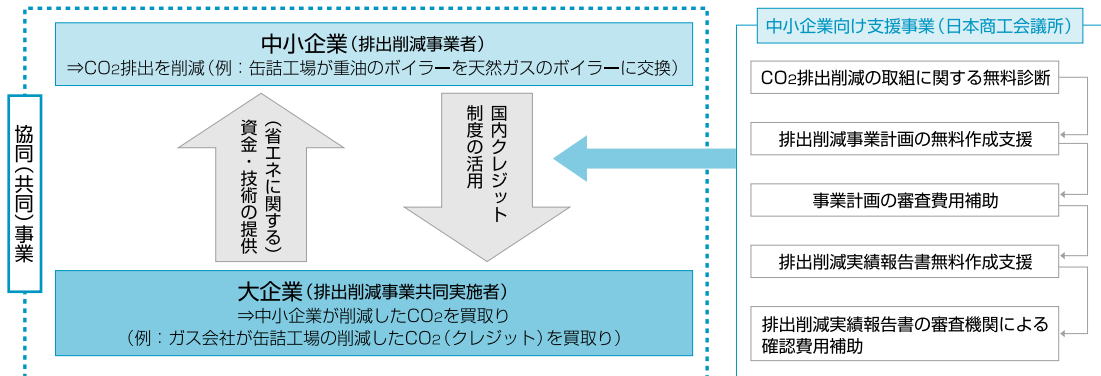 協同(共同)事業
中小企業(排出削減事業者)
⇒CO2排出を削減(例：缶詰工場が重油のボイラーを天然ガスのボイラーに交換)
(省エネに関する)
資金・技術の提供
国内クレジット
制度の活用
大企業(排出削減事業共同実施者)
⇒中小企業が削減したCO2を買取り
(例：ガス会社が缶詰工場の削減したCO2(クレジット)を買取り)
中小企業向け支援事業(日本商工会議所)
CO2排出削減の取組に関する無料診断
排出削減事業計画の無料作成支援
事業計画の審査費用補助
排出削減実績報告書無料作成支援
排出削減実績報告書の審査機関による
確認費用補助